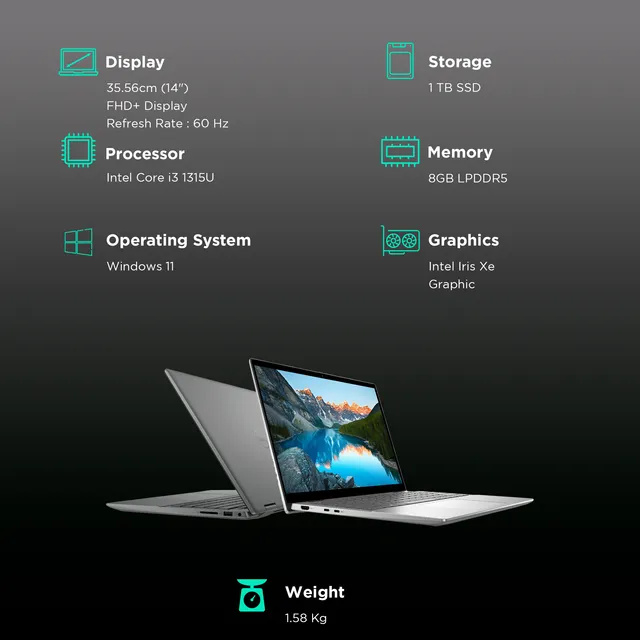 Display
35.56cm (14")
FHD+ Display
Refresh Rate : 60 Hz
Storage
1 TB SSD
Processor
Intel Core i3 1315U
Memory
8GB LPDDR5
Operating System
Windows 11
Graphics
Intel Iris Xe
Graphic
Weight
1.58 Kg